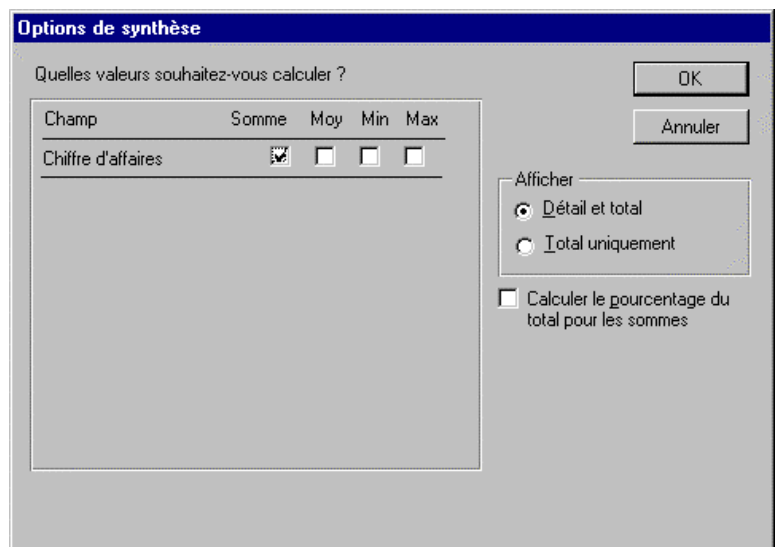 Options de synthèse
Quelles valeurs souhaitez-vous calculer ?
OK
Annuler
Champ Somme Moy Min Max
Chiffre d'affaires
Afficher
Détail et total
Total uniquement
Calculer le pourcentage du
total pour les sommes